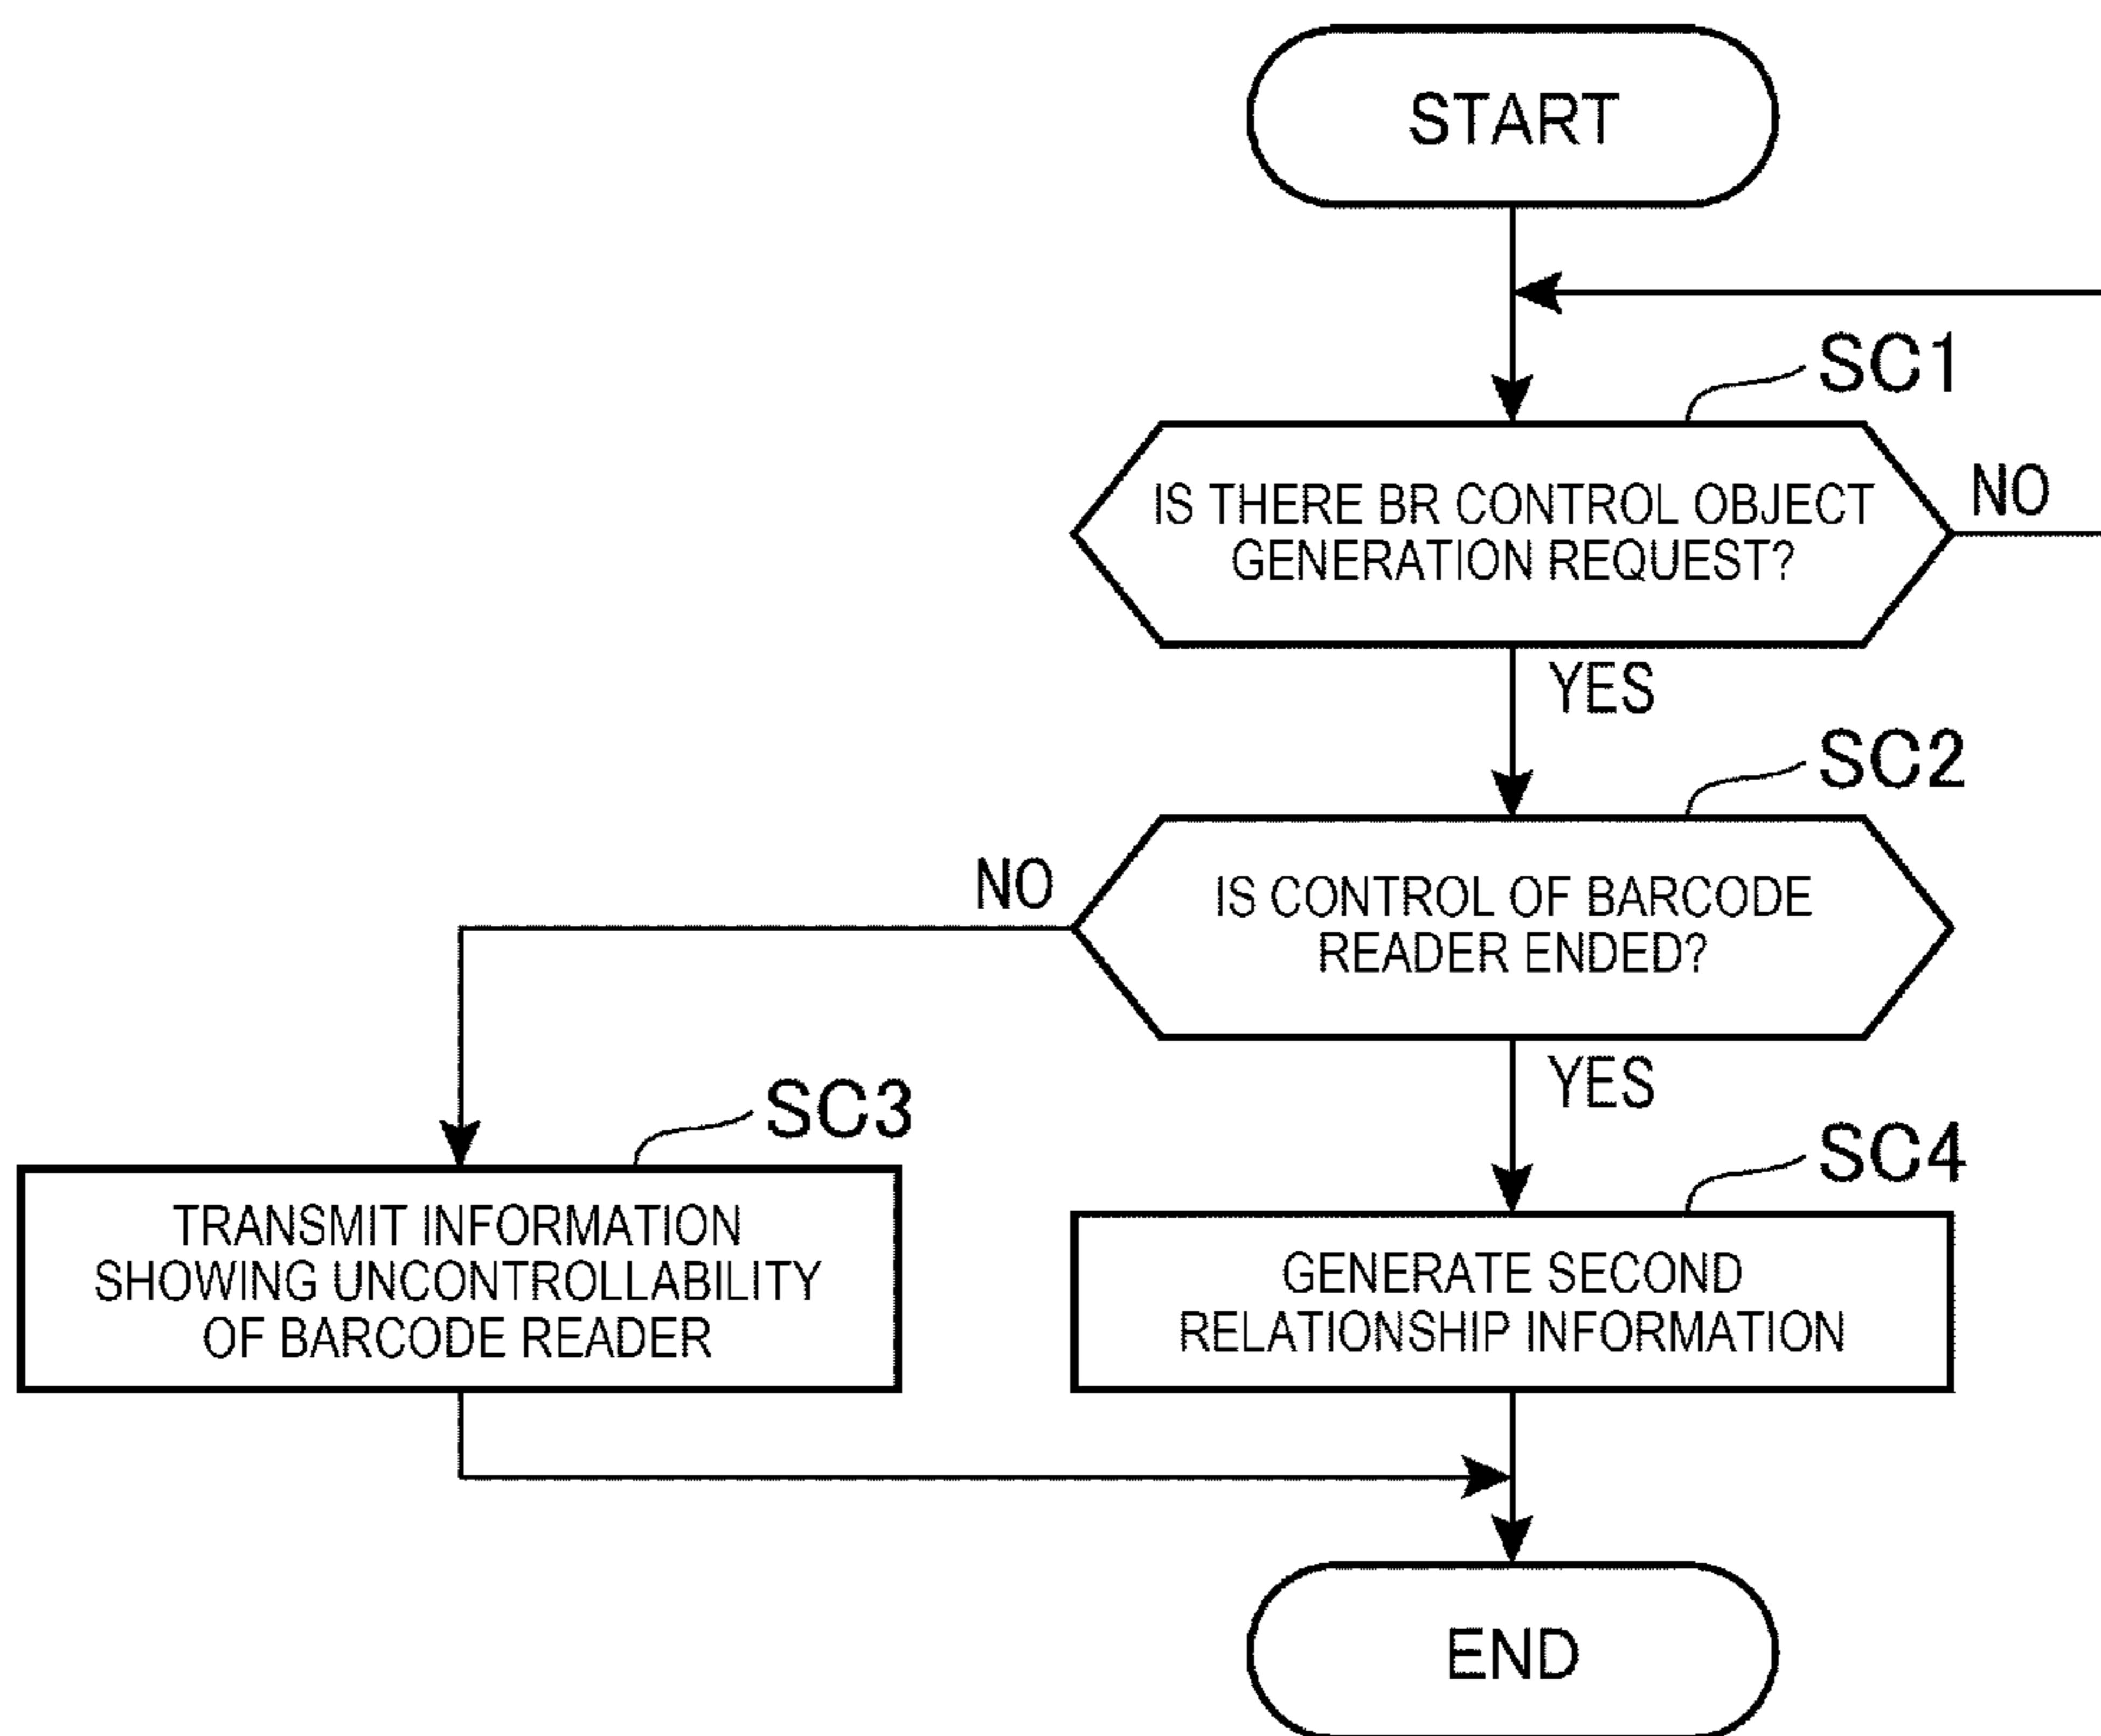 START
SC1
IS THERE BR CONTROL OBJECT
GENERATION REQUEST?
NO
YES
SC2
IS CONTROL OF BARCODE
READER ENDED?
NO
YES
SC3
TRANSMIT INFORMATION
SHOWING UNCONTROLLABILITY
OF BARCODE READER
SC4
GENERATE SECOND
RELATIONSHIP INFORMATION
END